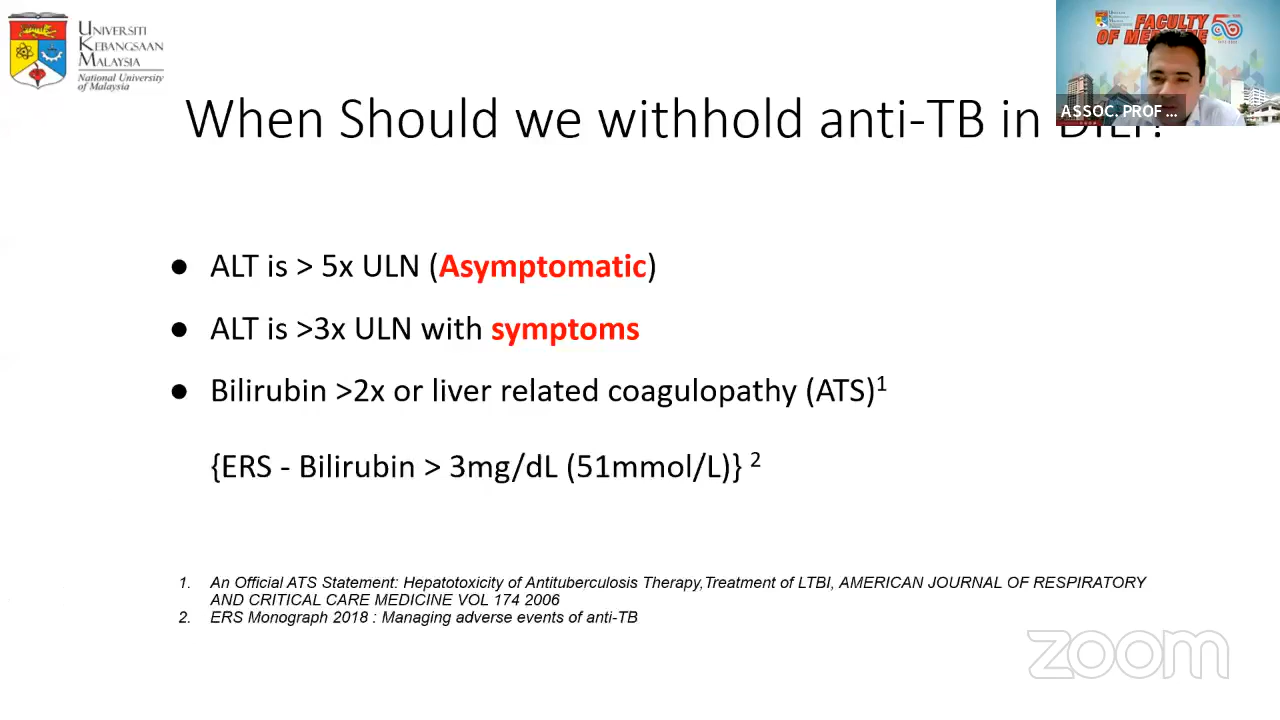 UNIVERSITI
KEBANGSAAN
MALAYSIA
National University
of Malaysia
FACULTY
OF
ASSOC. PROF ...
When Should we withhold anti-TB in
● ALT is > 5x ULN (Asymptomatic)
● ALT is >3x ULN with symptoms
● Bilirubin >2x or liver related coagulopathy (ATS)1
{ERS - Bilirubin > 3mg/dL (51mmol/L)} 2
1. An Official ATS Statement: Hepatotoxicity of Antituberculosis Therapy,Treatment of LTBI, AMERICAN JOURNAL OF RESPIRATORY
AND CRITICAL CARE MEDICINE VOL 174 2006
2. ERS Monograph 2018 : Managing adverse events of anti-TB
zoom